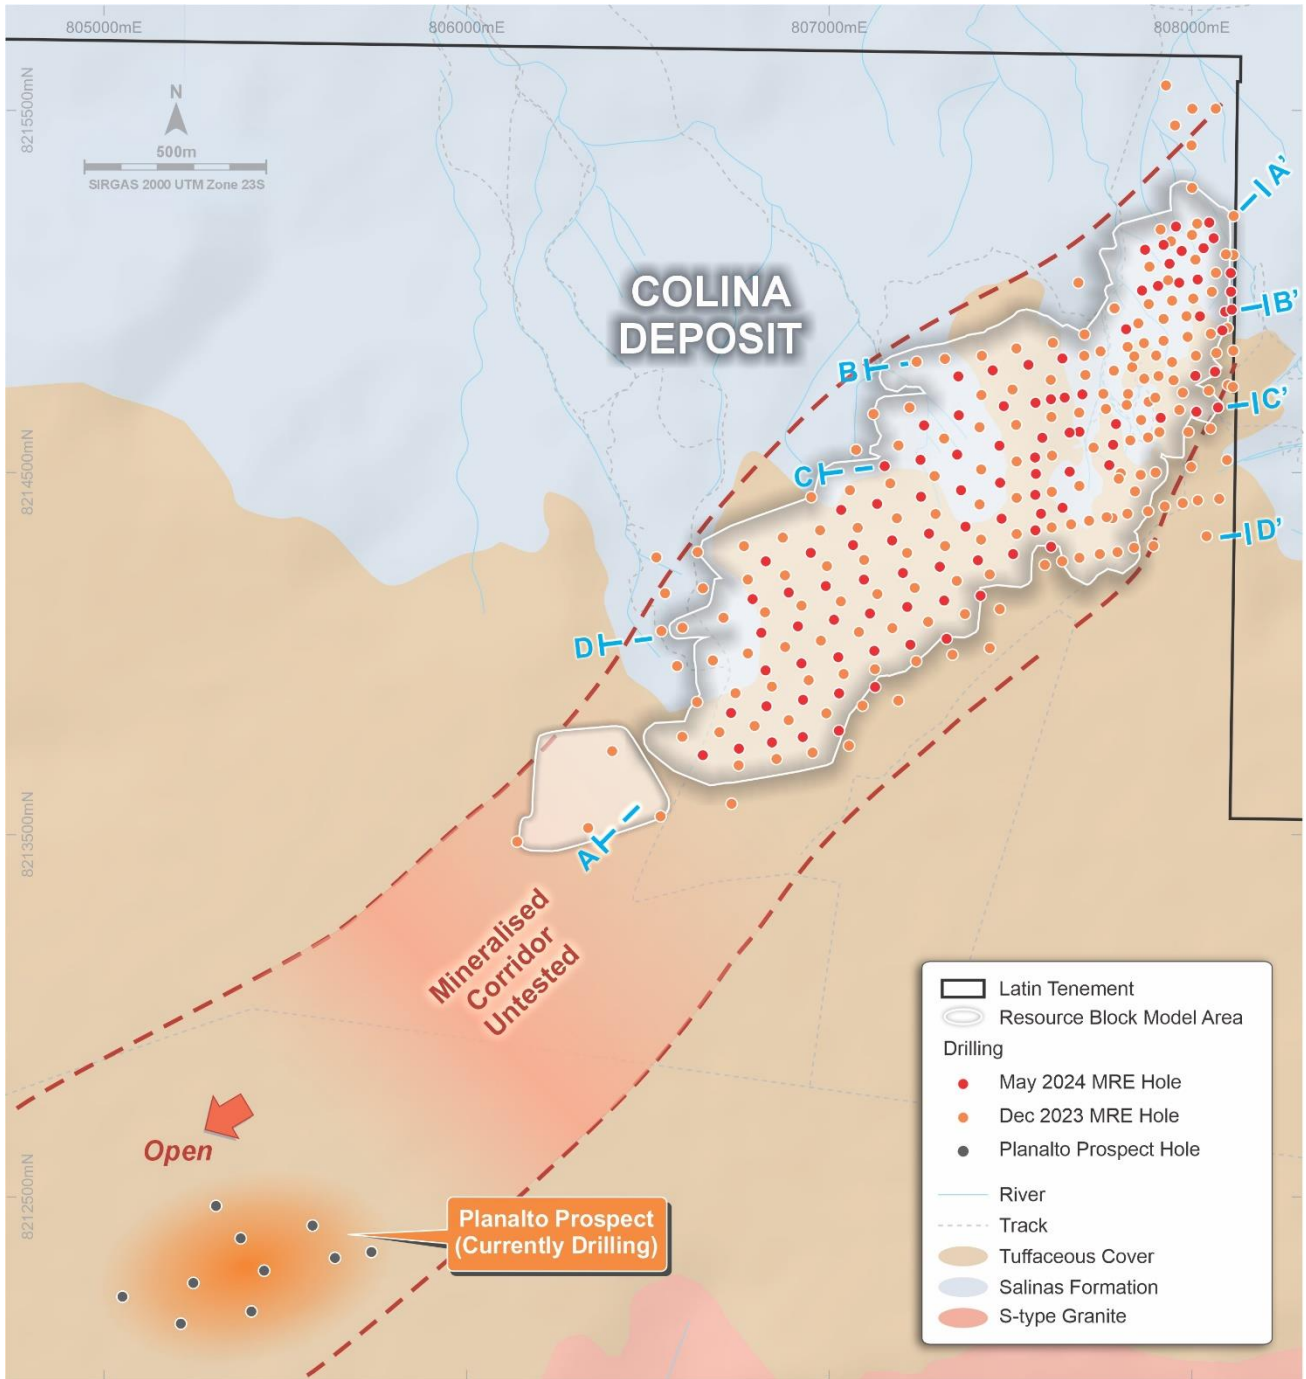 805000mE
806000mE
807000mE
808000mE
8215500mN
8214500mN
8213500mN
8212500mN
N
500m
SIRGAS 2000 UTM Zone 23S
COLINA
DEPOSIT
A'
B'
B
C'
C
D'
D
A
Mineralised
Corridor
Untested
Open
Planalto Prospect
(Currently Drilling)
Latin Tenement
Resource Block Model Area
Drilling
May 2024 MRE Hole
Dec 2023 MRE Hole
Planalto Prospect Hole
River
Track
Tuffaceous Cover
Salinas Formation
S-type Granite